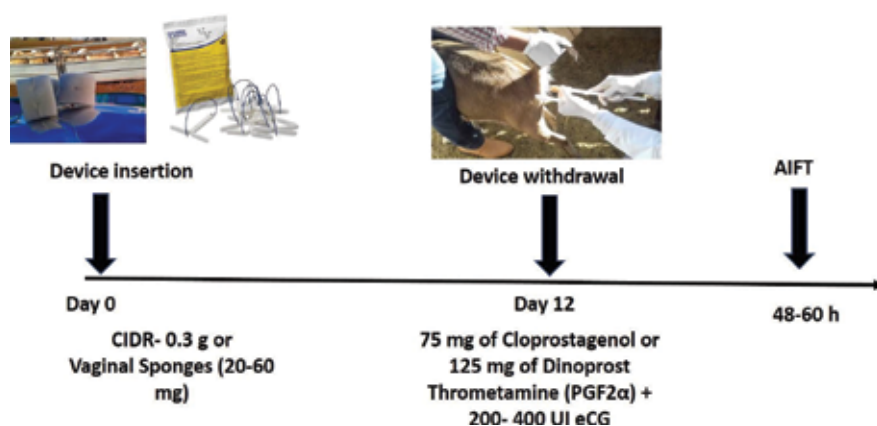 Device insertion
Device withdrawal
AIFT
Day 0
Day 12
48-60 h
CIDR- 0.3 g or
Vaginal Sponges (20-60
mg)
75 mg of Cloprostagenol or
125 mg of Dinoprost
Thrometamine (PGF2α) +
200- 400 UI eCG